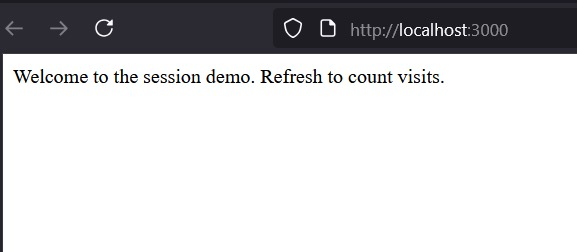 http://localhost:3000
Welcome to the session demo. Refresh to count visits.